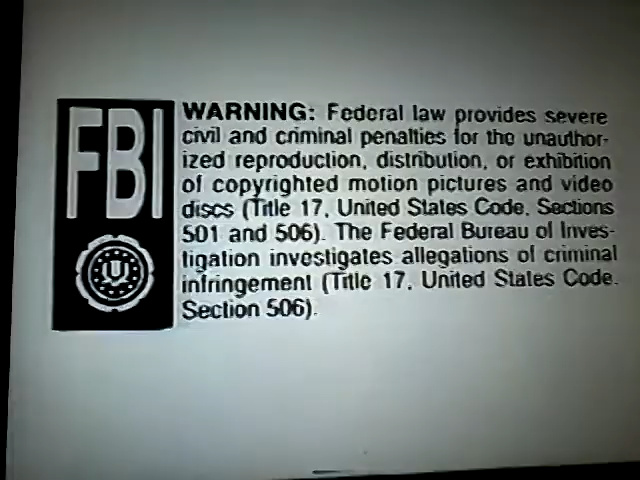 FBI
WARNING: Federal law provides severe
civil and criminal penalties for the unauthor-
ized reproduction, distribution, or exhibition
of copyrighted motion pictures and video
discs (Title 17, United States Code, Sections
501 and 506). The Federal Bureau of Inves-
tigation investigates allegations of criminal
infringement (Title 17, United States Code,
Section 506).